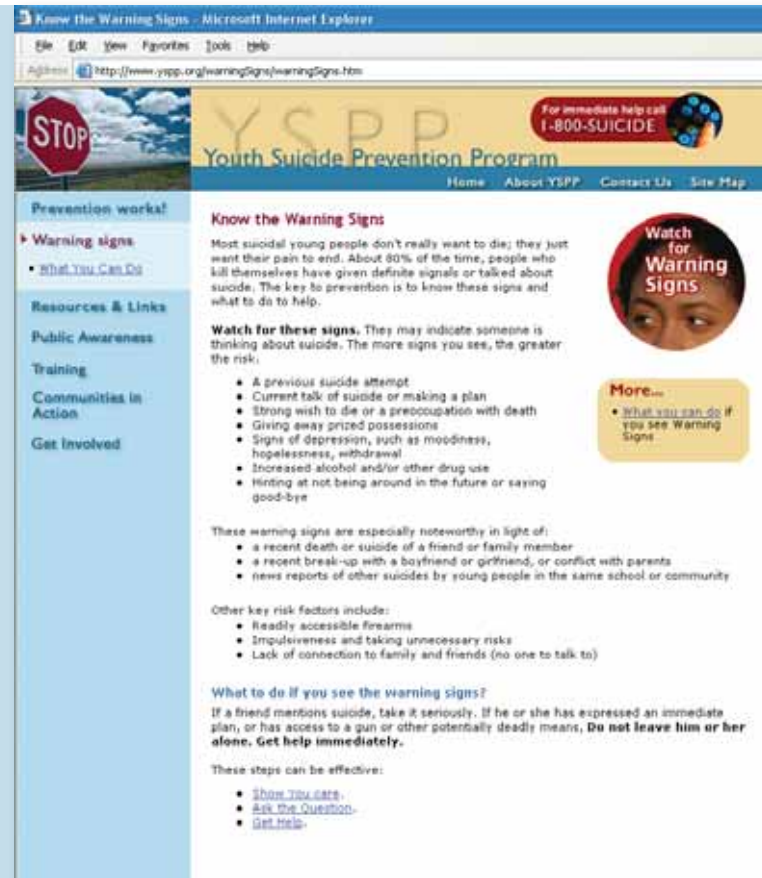 Know the Warning Signs - Microsoft Internet Explorer
File Edit View Favorites Tools Help
Address http://www.yspp.org/warningSigns/warningSigns.htm
STOP
YSPP
For immediate help call
1-800-SUICIDE
Youth Suicide Prevention Program
Home About YSPP Contact Us Site Map
Prevention works!
Warning signs
• What You Can Do
Resources & Links
Public Awareness
Training
Communities in
Action
Get Involved
Know the Warning Signs
Most suicidal young people don't really want to die; they just
want their pain to end. About 80% of the time, people who
kill themselves have given definite signals or talked about
suicide. The key to prevention is to know these signs and
what to do to help.
Watch for these signs. They may indicate someone is
thinking about suicide. The more signs you see, the greater
the risk.
• A previous suicide attempt
• Current talk of suicide or making a plan
• Strong wish to die or a preoccupation with death
• Giving away prized possessions
• Signs of depression, such as moodiness,
hopelessness, withdrawal
• Increased alcohol and/or other drug use
• Hinting at not being around in the future or saying
good-bye
These warning signs are especially noteworthy in light of:
• a recent death or suicide of a friend or family member
• a recent break-up with a boyfriend or girlfriend, or conflict with parents
• news reports of other suicides by young people in the same school or community
Other key risk factors include:
• Readily accessible firearms
• Impulsiveness and taking unnecessary risks
• Lack of connection to family and friends (no one to talk to)
What to do if you see the warning signs?
If a friend mentions suicide, take it seriously. If he or she has expressed an immediate
plan, or has access to a gun or other potentially deadly means, Do not leave him or her
alone. Get help immediately.
These steps can be effective:
• Show You care.
• Ask the Question.
• Get Help.
Watch
for
Warning
Signs
More...
• What you can do if
you see Warning
Signs